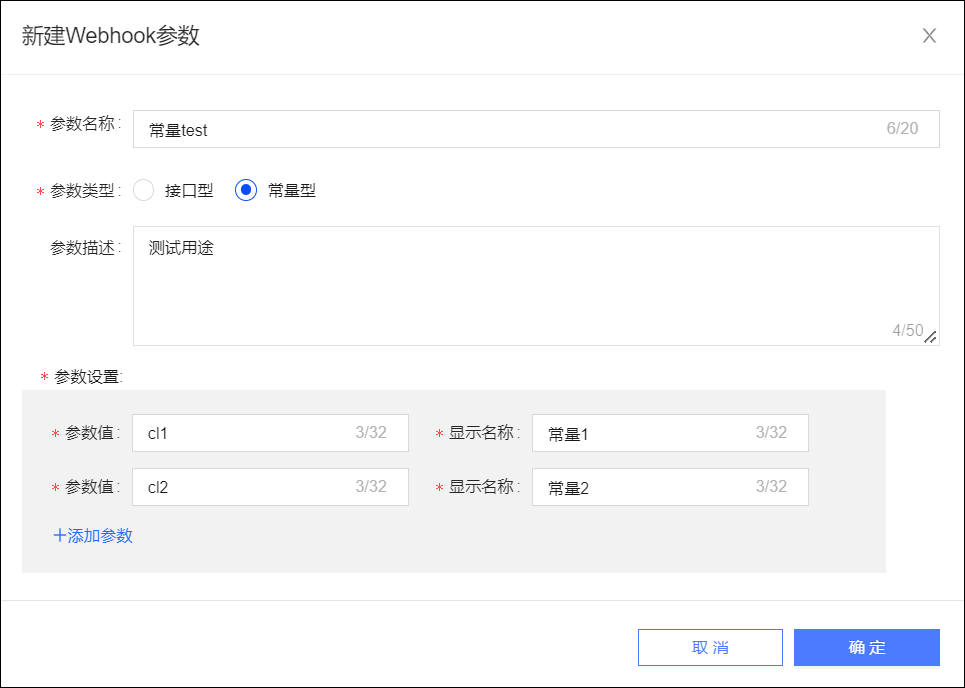 新建Webhook参数
* 参数名称: 常量test 6/20
* 参数类型: 接口型 常量型
参数描述: 测试用途
4/50
* 参数设置:
* 参数值: cl1 3/32 * 显示名称: 常量1 3/32
* 参数值: cl2 3/32 * 显示名称: 常量2 3/32
+添加参数
取消 确定